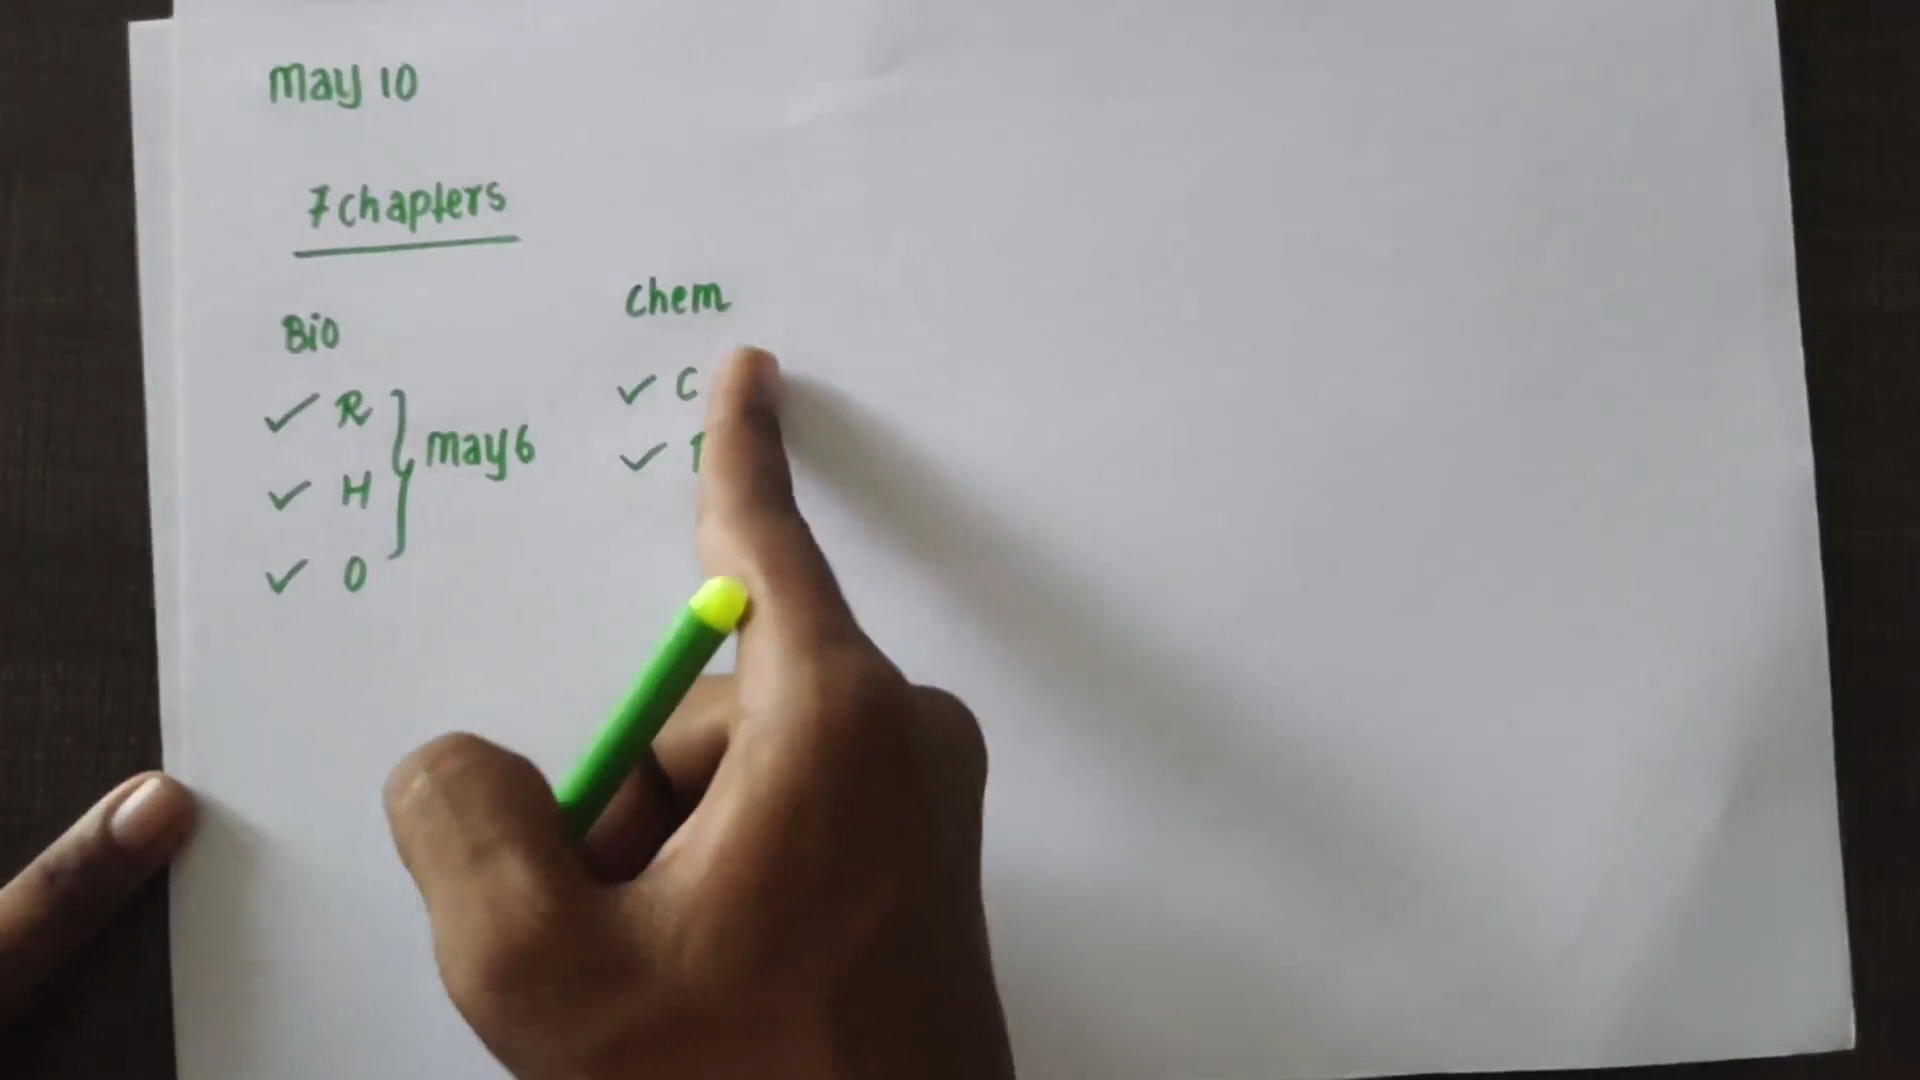 May 10
7 chapters
Bio
✓ R
✓ H
✓ O
May 6
Chem
✓ C
✓